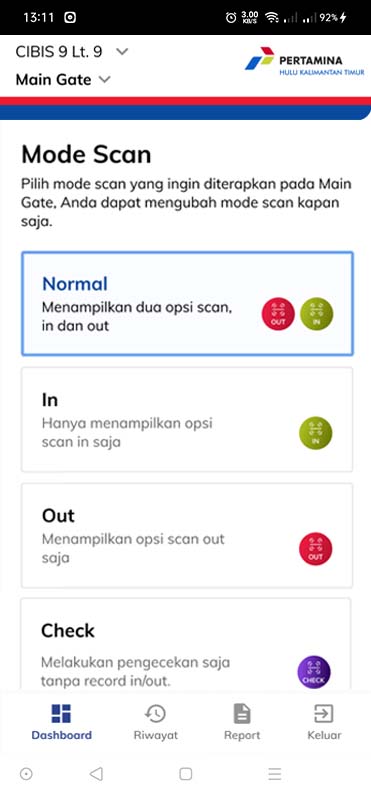 13:11
3.00
KB/S
92%
CIBIS 9 Lt. 9
Main Gate
PERTAMINA
HULU KALIMANTAN TIMUR
Mode Scan
Pilih mode scan yang ingin diterapkan pada Main
Gate, Anda dapat mengubah mode scan kapan
saja.
Normal
Menampilkan dua opsi scan,
in dan out
OUT
IN
In
Hanya menampilkan opsi
scan in saja
IN
Out
Menampilkan opsi scan out
saja
OUT
Check
Melakukan pengecekan saja
tanpa record in/out.
CHECK
Dashboard
Riwayat
Report
Keluar